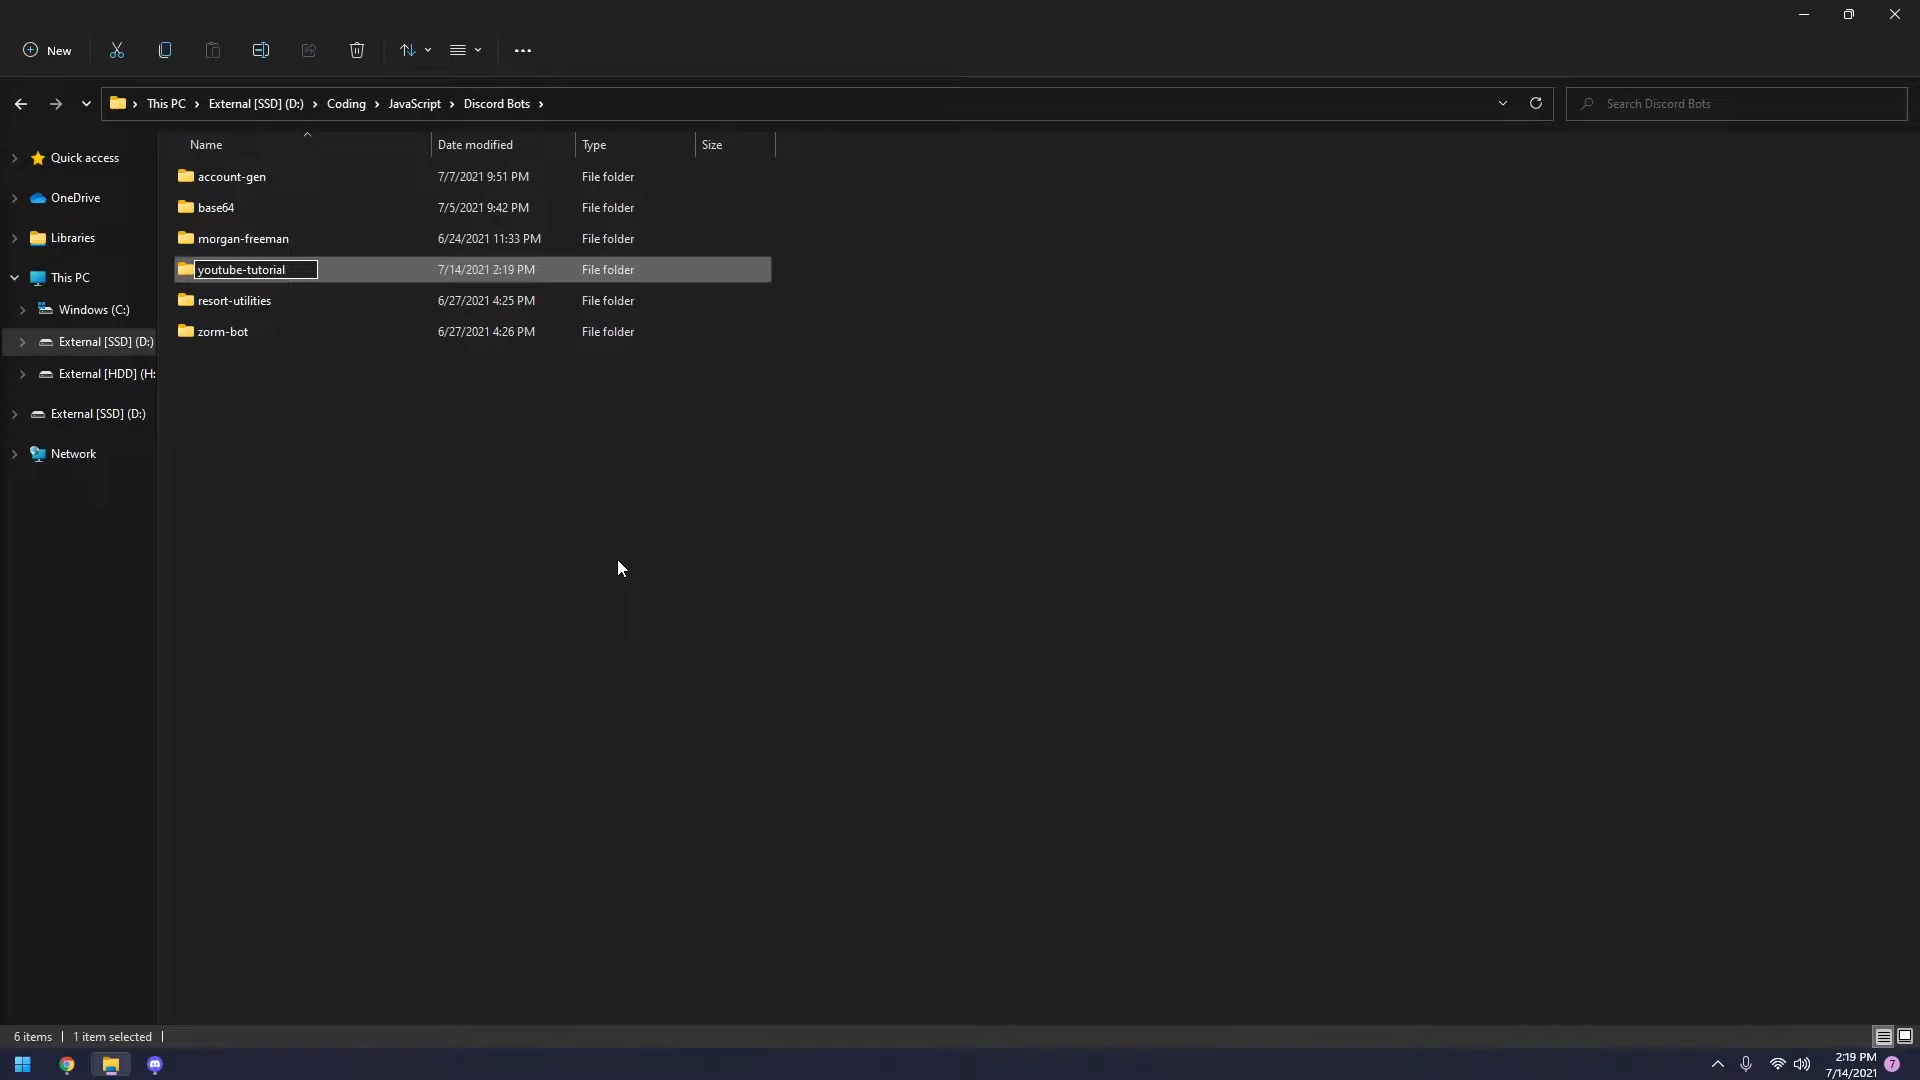 New
This PC
External [SSD] (D:)
Coding
JavaScript
Discord Bots
Search Discord Bots
Name
Date modified
Type
Size
account-gen 7/7/2021 9:51 PM File folder
base64 7/5/2021 9:42 PM File folder
morgan-freeman 6/24/2021 11:33 PM File folder
youtube-tutorial 7/14/2021 2:19 PM File folder
resort-utilities 6/27/2021 4:25 PM File folder
zorm-bot 6/27/2021 4:26 PM File folder
Quick access
OneDrive
Libraries
This PC
Windows (C:)
External [SSD] (D:)
External [HDD] (H:
External [SSD] (D:)
Network
6 items
1 item selected
2:19 PM
7/14/2021
7